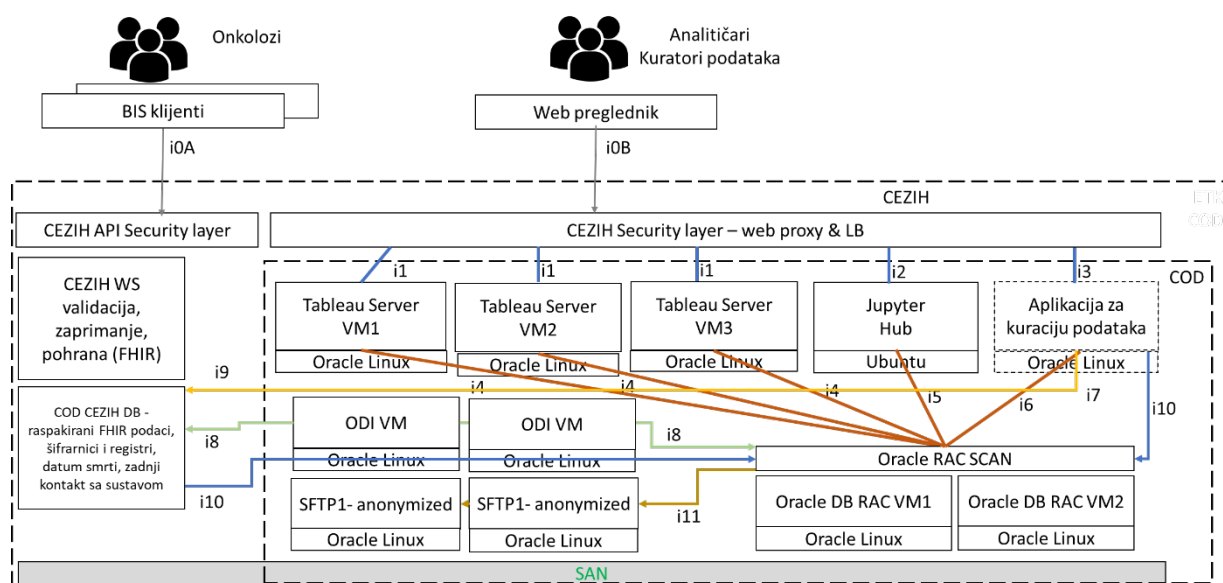 Onkolozi
Analitičari
Kuratori podataka
BIS klijenti
Web preglednik
i0A
i0B
CEZIH
ETK
COD
CEZIH API Security layer
CEZIH Security layer – web proxy & LB
i1
i1
i1
i2
i3
COD
CEZIH WS
validacija,
zaprimanje,
pohrana (FHIR)
Tableau Server
VM1
Oracle Linux
Tableau Server
VM2
Oracle Linux
Tableau Server
VM3
Oracle Linux
Jupyter
Hub
Ubuntu
Aplikacija za
kuraciju podataka
Oracle Linux
i9
i4
i4
i4
i5
i6
i7
i10
COD CEZIH DB -
raspakirani FHIR podaci,
šifrarnici i registri,
datum smrti, zadnji
kontakt sa sustavom
i8
ODI VM
Oracle Linux
ODI VM
Oracle Linux
i8
Oracle RAC SCAN
i10
SFTP1- anonymized
Oracle Linux
SFTP1- anonymized
Oracle Linux
i11
Oracle DB RAC VM1
Oracle Linux
Oracle DB RAC VM2
Oracle Linux
SAN